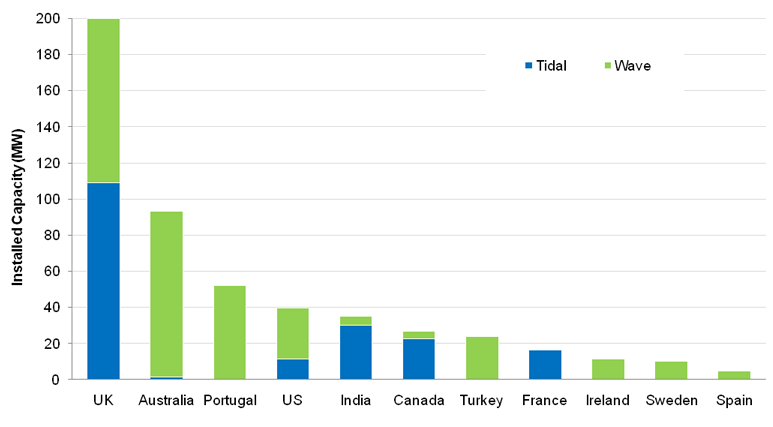 Installed Capacity (MW)
200
180
160
140
120
100
80
60
40
20
0
Tidal
Wave
UK
Australia
Portugal
US
India
Canada
Turkey
France
Ireland
Sweden
Spain